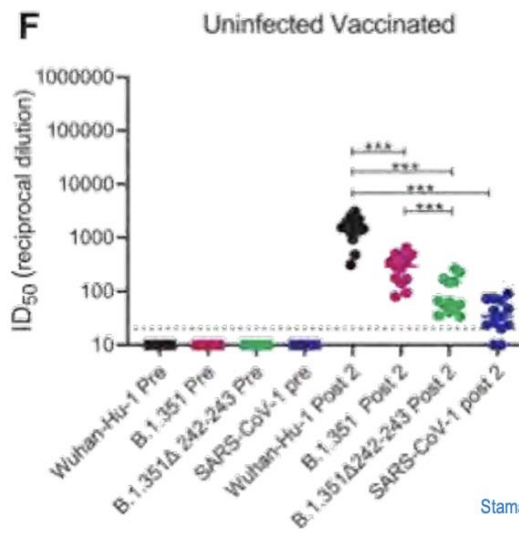 F
Uninfected Vaccinated
ID50 (reciprocal dilution)
1000000
100000
10000
1000
100
10
***
***
***
***
Wuhan-Hu-1 Pre
B.1.351 Pre
B.1.351Δ 242-243 Pre
SARS-CoV-1 pre
Wuhan-Hu-1 Post 2
B.1.351 Post 2
B.1.351Δ242-243 Post 2
SARS-CoV-1 post 2